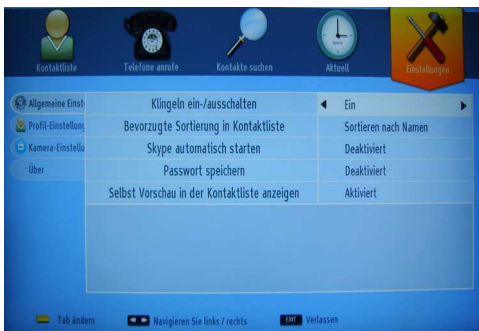 Kontaktliste
Telefone anrufe
Kontakte suchen
Aktuell
Einstellungen
Allgemeine Einst
Klingeln ein-/ausschalten
Ein
Profil-Einstellung
Bevorzugte Sortierung in Kontaktliste
Sortieren nach Namen
Kamera-Einstellu
Skype automatisch starten
Deaktiviert
Über
Passwort speichern
Deaktiviert
Selbst Vorschau in der Kontaktliste anzeigen
Aktiviert
Tab ändern
Navigieren Sie links / rechts
EXIT Verlassen